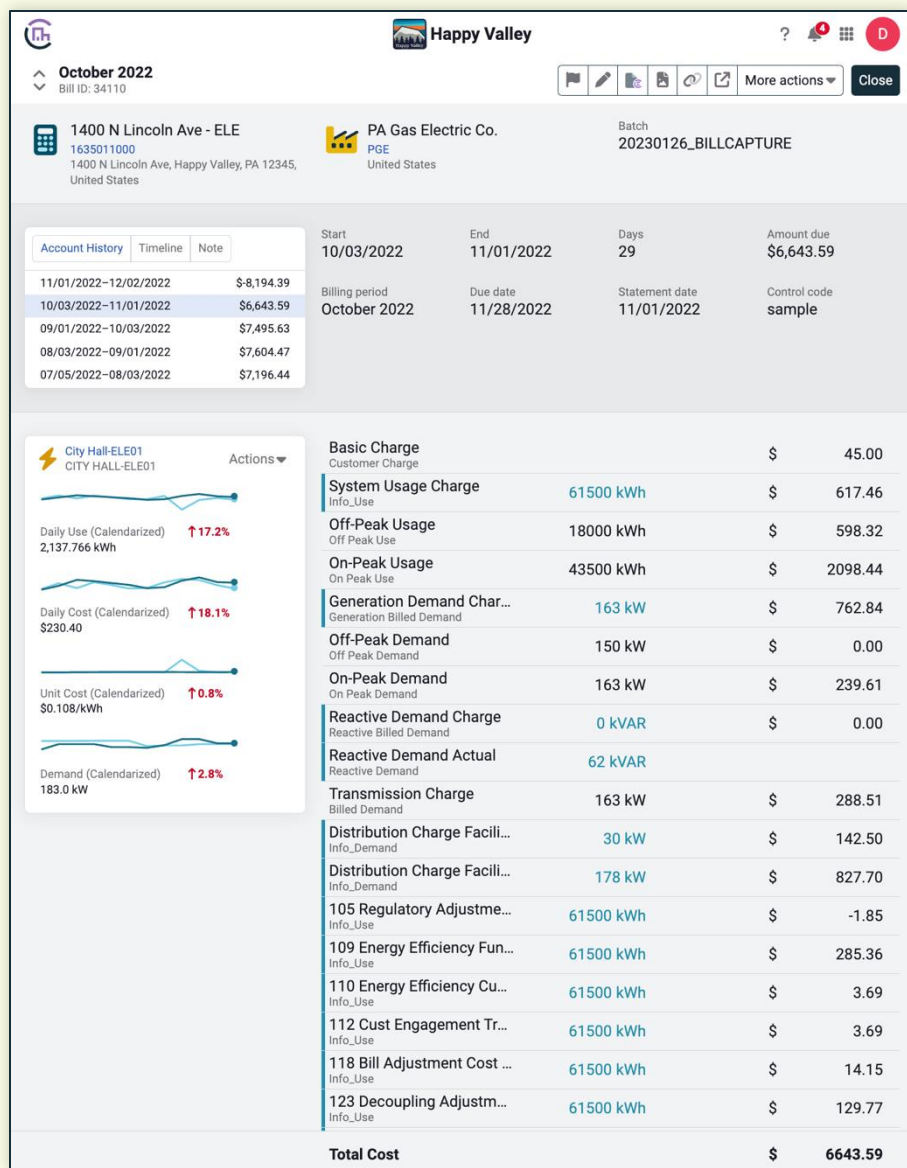 Happy Valley
Happy Valley
?
4
D
October 2022
Bill ID: 34110
More actions
Close
1400 N Lincoln Ave - ELE
1635011000
1400 N Lincoln Ave, Happy Valley, PA 12345,
United States
PA Gas Electric Co.
PGE
United States
Batch
20230126_BILLCAPTURE
Account History Timeline Note
11/01/2022–12/02/2022 $-8,194.39
10/03/2022–11/01/2022 $6,643.59
09/01/2022–10/03/2022 $7,495.63
08/03/2022–09/01/2022 $7,604.47
07/05/2022–08/03/2022 $7,196.44
Start End Days Amount due
10/03/2022 11/01/2022 29 $6,643.59
Billing period Due date Statement date Control code
October 2022 11/28/2022 11/01/2022 sample
City Hall-ELE01
CITY HALL-ELE01
Actions
Daily Use (Calendarized) ↑17.2%
2,137.766 kWh
Daily Cost (Calendarized) ↑18.1%
$230.40
Unit Cost (Calendarized) ↑0.8%
$0.108/kWh
Demand (Calendarized) ↑2.8%
183.0 kW
Basic Charge $ 45.00
Customer Charge
System Usage Charge 61500 kWh $ 617.46
Info_Use
Off-Peak Usage 18000 kWh $ 598.32
Off Peak Use
On-Peak Usage 43500 kWh $ 2098.44
On Peak Use
Generation Demand Char... 163 kW $ 762.84
Generation Billed Demand
Off-Peak Demand 150 kW $ 0.00
Off Peak Demand
On-Peak Demand 163 kW $ 239.61
On Peak Demand
Reactive Demand Charge 0 kVAR $ 0.00
Reactive Billed Demand
Reactive Demand Actual 62 kVAR
Reactive Demand
Transmission Charge 163 kW $ 288.51
Billed Demand
Distribution Charge Facili... 30 kW $ 142.50
Info_Demand
Distribution Charge Facili... 178 kW $ 827.70
Info_Demand
105 Regulatory Adjustme... 61500 kWh $ -1.85
Info_Use
109 Energy Efficiency Fun... 61500 kWh $ 285.36
Info_Use
110 Energy Efficiency Cu... 61500 kWh $ 3.69
Info_Use
112 Cust Engagement Tr... 61500 kWh $ 3.69
Info_Use
118 Bill Adjustment Cost ... 61500 kWh $ 14.15
Info_Use
123 Decoupling Adjustm... 61500 kWh $ 129.77
Info_Use
Total Cost $ 6643.59